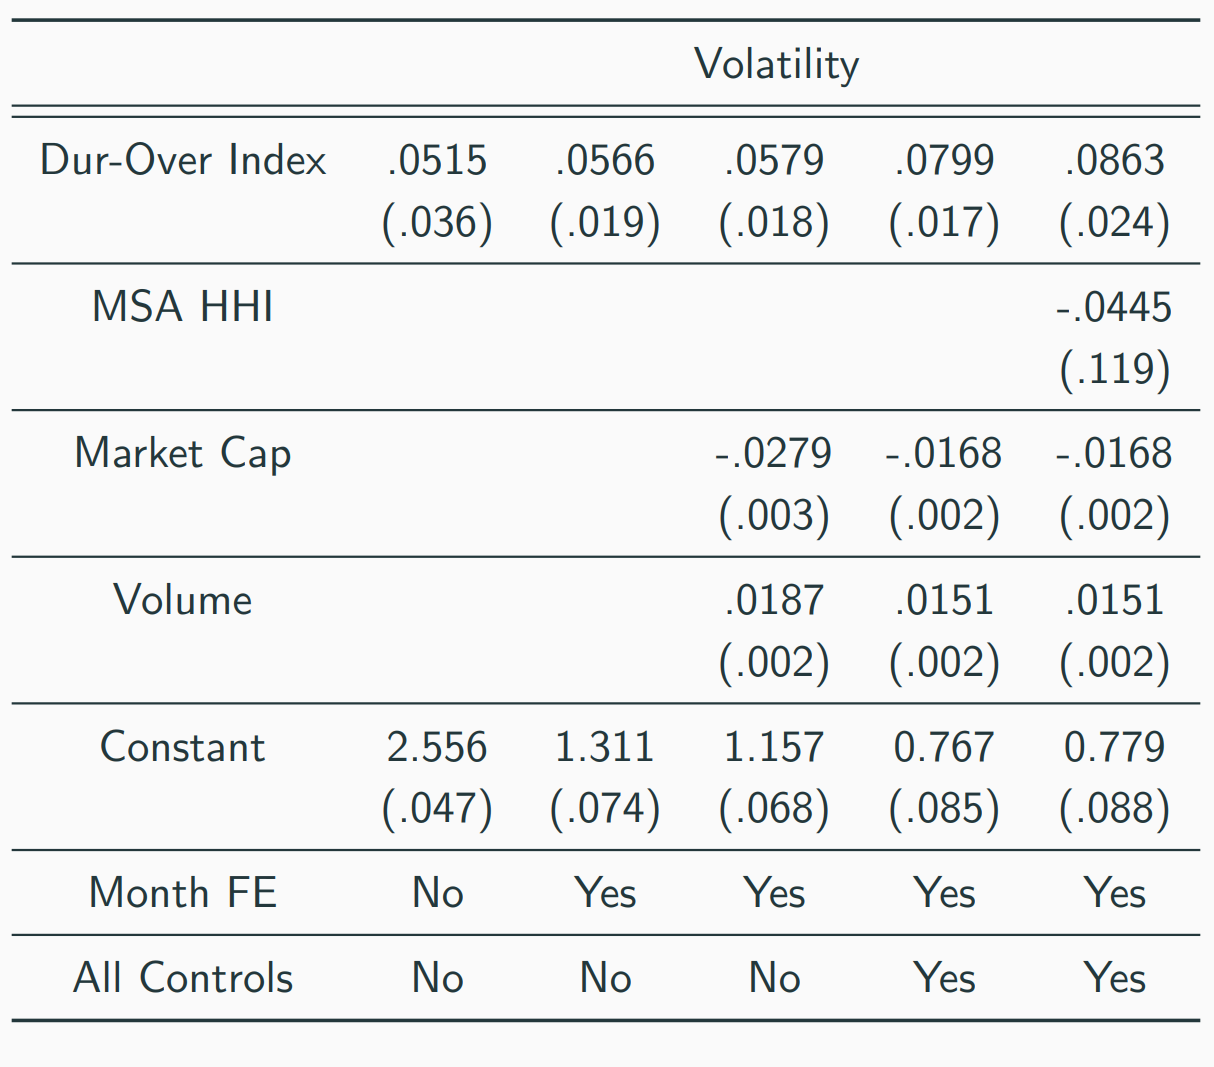 Volatility
Dur-Over Index .0515 .0566 .0579 .0799 .0863
(.036) (.019) (.018) (.017) (.024)
MSA HHI -.0445
(.119)
Market Cap -.0279 -.0168 -.0168
(.003) (.002) (.002)
Volume .0187 .0151 .0151
(.002) (.002) (.002)
Constant 2.556 1.311 1.157 0.767 0.779
(.047) (.074) (.068) (.085) (.088)
Month FE No Yes Yes Yes Yes
All Controls No No No Yes Yes